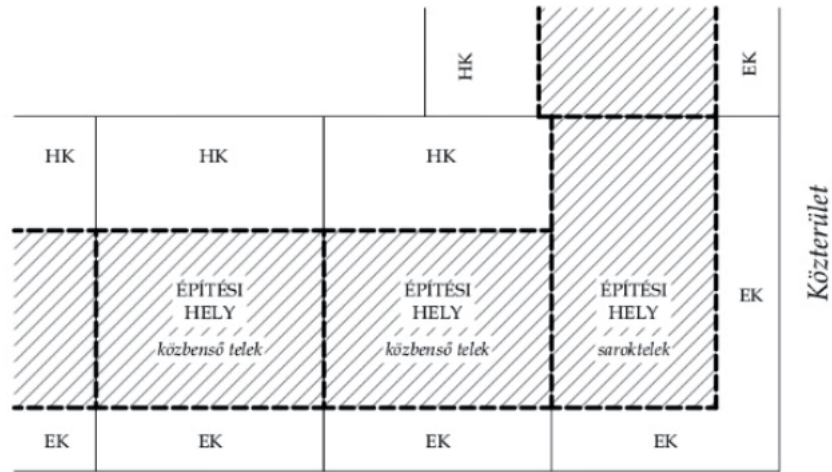 HK
EK
HK
HK
HK
Közterület
ÉPÍTÉSI
HELY
közbenső telek
ÉPÍTÉSI
HELY
közbenső telek
ÉPÍTÉSI
HELY
saroktelek
EK
EK
EK
EK
EK